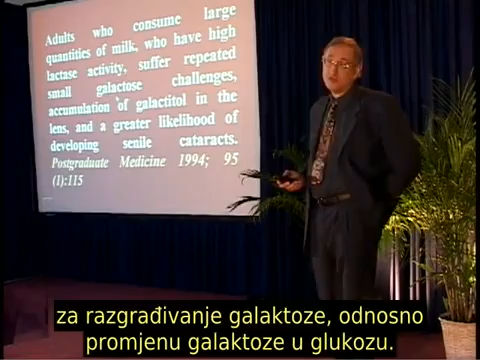 Adults who consume large
quantities of milk, who have high
lactase activity, suffer repeated
small galactose challenges,
accumulation of galactitol in the
lens, and a greater likelihood of
developing senile cataracts.
Postgraduate Medicine 1994; 95
(1):115
za razgrađivanje galaktoze, odnosno
promjenu galaktoze u glukozu.